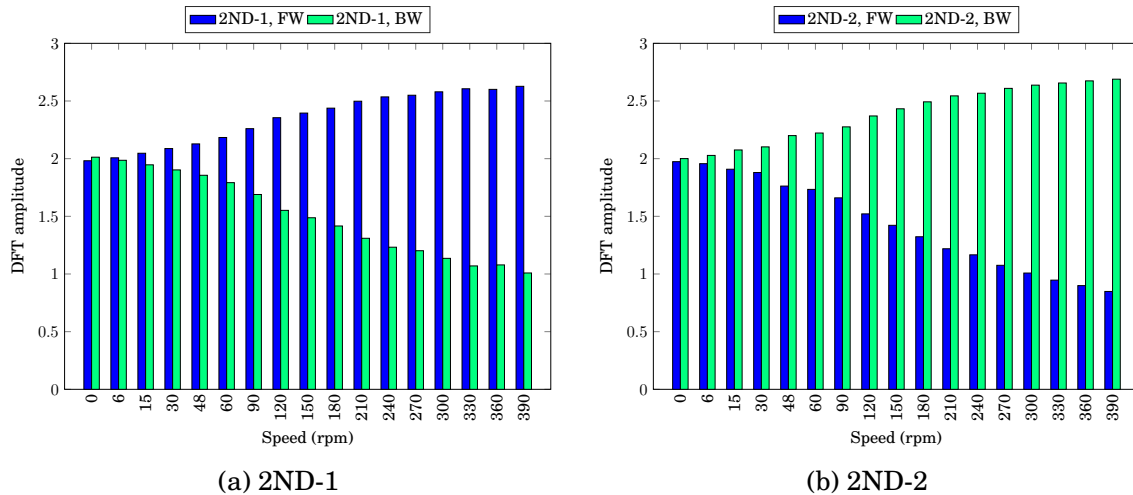 2ND-1, FW 2ND-1, BW
3
2.5
2
1.5
1
0.5
0
DFT amplitude
0 6 15 30 48 60 90 120 150 180 210 240 270 300 330 360 390
Speed (rpm)
(a) 2ND-1
2ND-2, FW 2ND-2, BW
3
2.5
2
1.5
1
0.5
0
DFT amplitude
0 6 15 30 48 60 90 120 150 180 210 240 270 300 330 360 390
Speed (rpm)
(b) 2ND-2